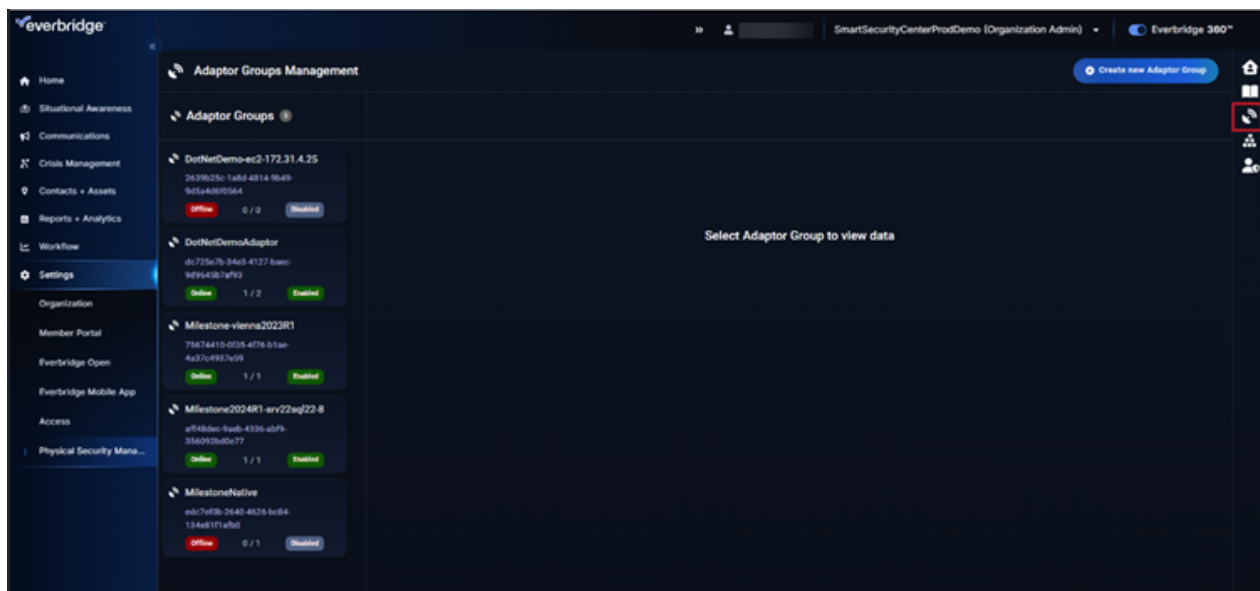 everbridge
SmartSecurityCenterProdDemo (Organization Admin)
Everbridge 360™
Adaptor Groups Management
Create new Adaptor Group
Home
Situational Awareness
Communications
Crisis Management
Contacts + Assets
Reports + Analytics
Workflow
Settings
Organization
Member Portal
Everbridge Open
Everbridge Mobile App
Access
Physical Security Mana...
Adaptor Groups 5
DotNetDemo-ec2-172.31.4.25
2639b25c-1a8d-4814-9b49-
9d5a4d6f0564
Offline 0 / 0 Disabled
DotNetDemoAdaptor
dc725e7b-34e3-4127-baec-
9d9645b7af93
Online 1 / 2 Enabled
Milestone-vienna2023R1
75674410-0f35-4f76-b1ae-
4a37c4937e59
Online 1 / 1 Enabled
Milestone2024R1-srv22sql22-8
aff48dec-9aeb-4336-abf9-
356092bd0e77
Online 1 / 1 Enabled
MilestoneNative
edc7ef0b-2640-4626-bc84-
134e81f1afb0
Offline 0 / 1 Disabled
Select Adaptor Group to view data